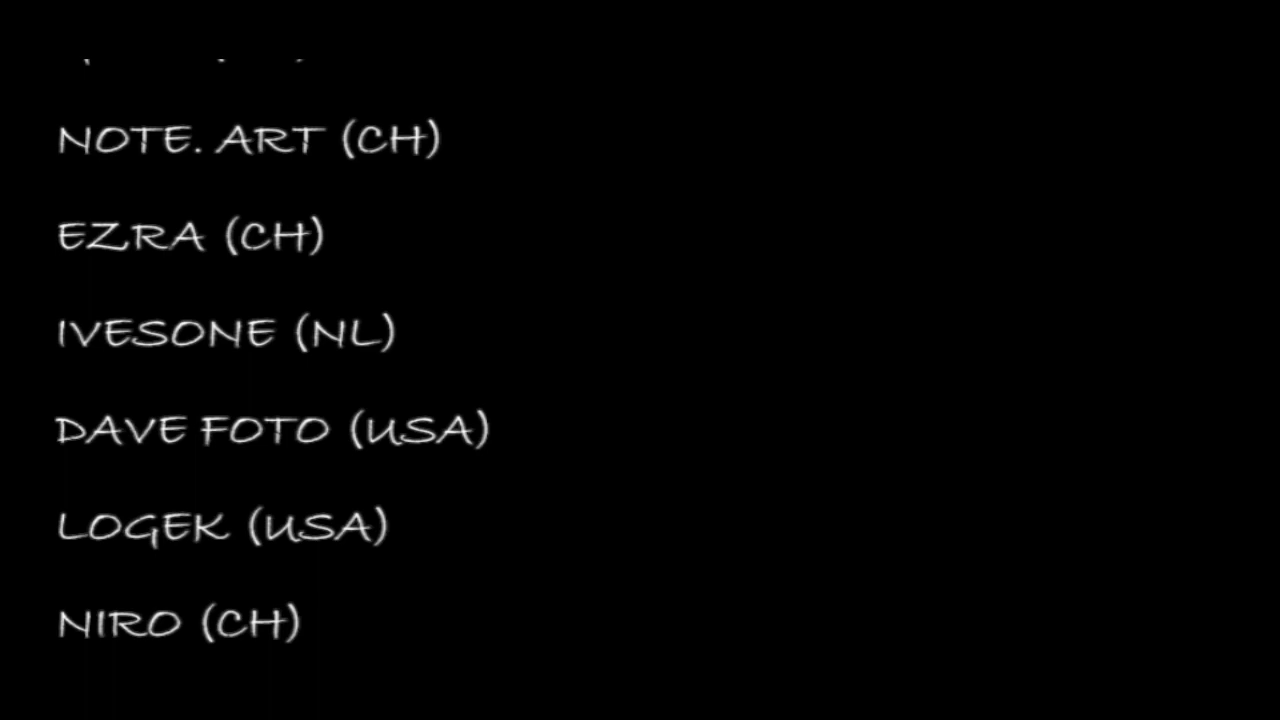 NOTE. ART (CH)
EZRA (CH)
IVESONE (NL)
DAVE FOTO (USA)
LOGEK (USA)
NIRO (CH)